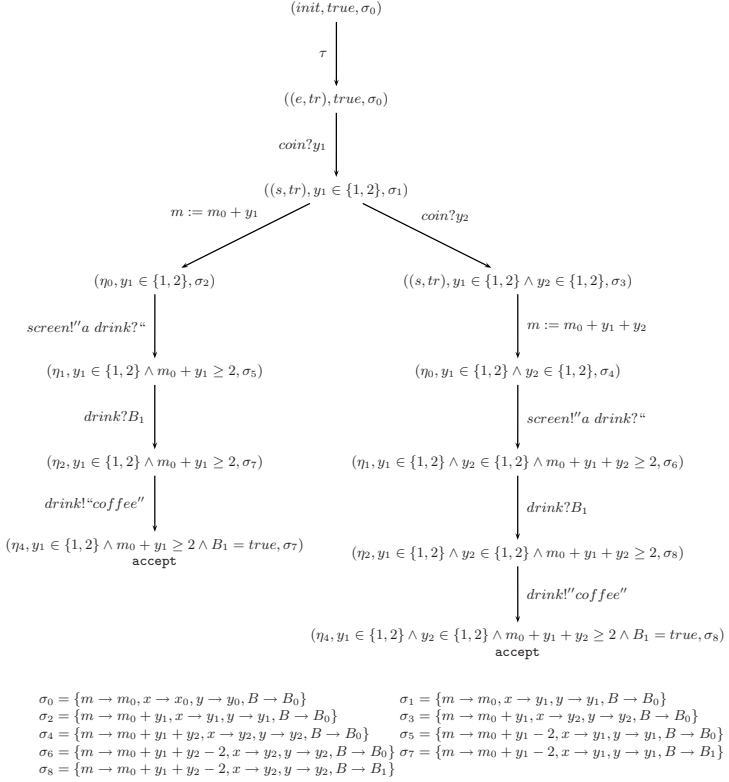 (init, true, σ₀)
τ
((e, tr), true, σ₀)
coin?y₁
((s, tr), y₁ ∈ {1, 2}, σ₁)
m := m₀ + y₁
coin?y₂
(η₀, y₁ ∈ {1, 2}, σ₂)
((s, tr), y₁ ∈ {1, 2} ∧ y₂ ∈ {1, 2}, σ₃)
screen!″a drink?“
m := m₀ + y₁ + y₂
(η₁, y₁ ∈ {1, 2} ∧ m₀ + y₁ ≥ 2, σ₅)
(η₀, y₁ ∈ {1, 2} ∧ y₂ ∈ {1, 2}, σ₄)
drink?B₁
screen!″a drink?“
(η₂, y₁ ∈ {1, 2} ∧ m₀ + y₁ ≥ 2, σ₇)
(η₁, y₁ ∈ {1, 2} ∧ y₂ ∈ {1, 2} ∧ m₀ + y₁ + y₂ ≥ 2, σ₆)
drink!“coffee″
drink?B₁
(η₄, y₁ ∈ {1, 2} ∧ m₀ + y₁ ≥ 2 ∧ B₁ = true, σ₇)
accept
(η₂, y₁ ∈ {1, 2} ∧ y₂ ∈ {1, 2} ∧ m₀ + y₁ + y₂ ≥ 2, σ₈)
drink!″coffee″
(η₄, y₁ ∈ {1, 2} ∧ y₂ ∈ {1, 2} ∧ m₀ + y₁ + y₂ ≥ 2 ∧ B₁ = true, σ₈)
accept
σ₀ = {m → m₀, x → x₀, y → y₀, B → B₀} σ₁ = {m → m₀, x → y₁, y → y₁, B → B₀}
σ₂ = {m → m₀ + y₁, x → y₁, y → y₁, B → B₀} σ₃ = {m → m₀ + y₁, x → y₂, y → y₂, B → B₀}
σ₄ = {m → m₀ + y₁ + y₂, x → y₂, y → y₂, B → B₀} σ₅ = {m → m₀ + y₁ − 2, x → y₁, y → y₁, B → B₀}
σ₆ = {m → m₀ + y₁ + y₂ − 2, x → y₂, y → y₂, B → B₀} σ₇ = {m → m₀ + y₁ − 2, x → y₁, y → y₁, B → B₁}
σ₈ = {m → m₀ + y₁ + y₂ − 2, x → y₂, y → y₂, B → B₁}